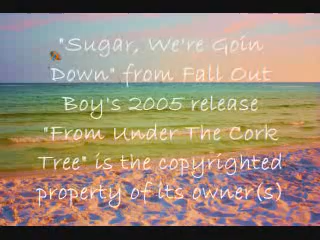 "Sugar, We're Goin
Down" from Fall Out
Boy's 2005 release
"From Under The Cork
Tree" is the copyrighted
property of its owner(s)